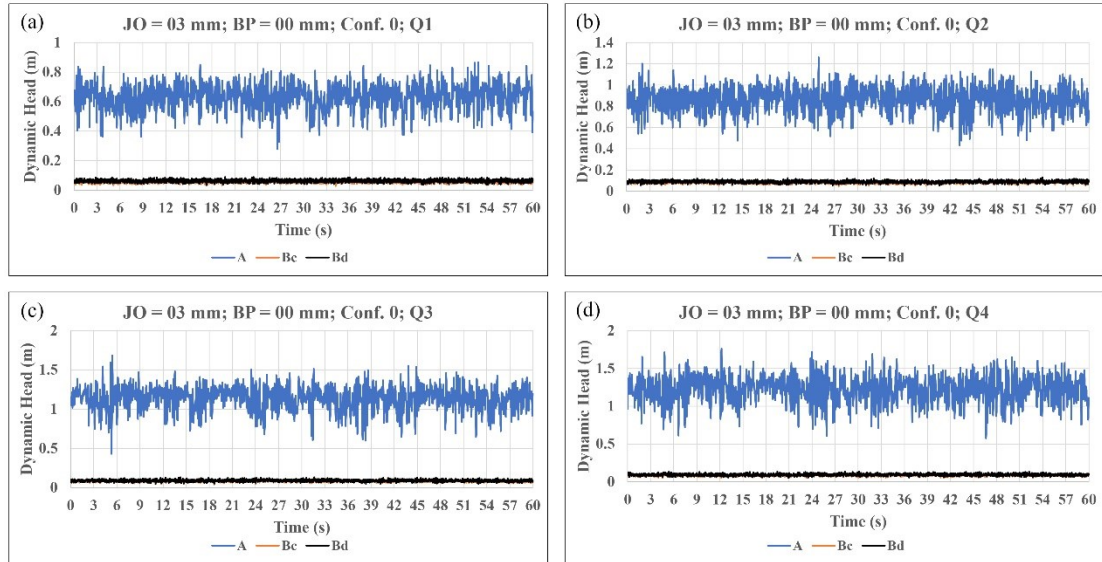 (a) JO = 03 mm; BP = 00 mm; Conf. 0; Q1
Dynamic Head (m)
1
0.8
0.6
0.4
0.2
0
0 3 6 9 12 15 18 21 24 27 30 33 36 39 42 45 48 51 54 57 60
Time (s)
A Bc Bd
(b) JO = 03 mm; BP = 00 mm; Conf. 0; Q2
Dynamic Head (m)
1.4
1.2
1
0.8
0.6
0.4
0.2
0
0 3 6 9 12 15 18 21 24 27 30 33 36 39 42 45 48 51 54 57 60
Time (s)
A Bc Bd
(c) JO = 03 mm; BP = 00 mm; Conf. 0; Q3
Dynamic Head (m)
2
1.5
1
0.5
0
0 3 6 9 12 15 18 21 24 27 30 33 36 39 42 45 48 51 54 57 60
Time (s)
A Bc Bd
(d) JO = 03 mm; BP = 00 mm; Conf. 0; Q4
Dynamic Head (m)
2
1.5
1
0.5
0
0 3 6 9 12 15 18 21 24 27 30 33 36 39 42 45 48 51 54 57 60
Time (s)
A Bc Bd